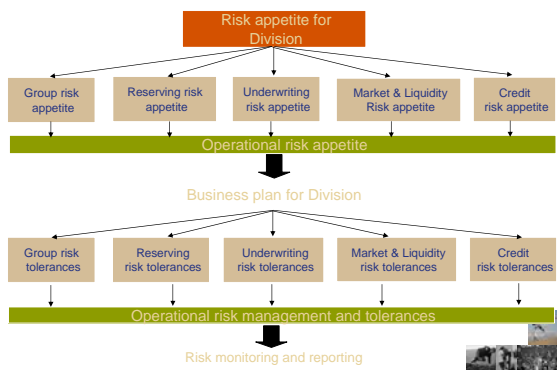 Risk appetite for
Division
Group risk
appetite
Reserving risk
appetite
Underwriting
risk appetite
Market & Liquidity
Risk appetite
Credit
risk appetite
Operational risk appetite
Business plan for Division
Group risk
tolerances
Reserving
risk tolerances
Underwriting
risk tolerances
Market & Liquidity
risk tolerances
Credit
risk tolerances
Operational risk management and tolerances
Risk monitoring and reporting